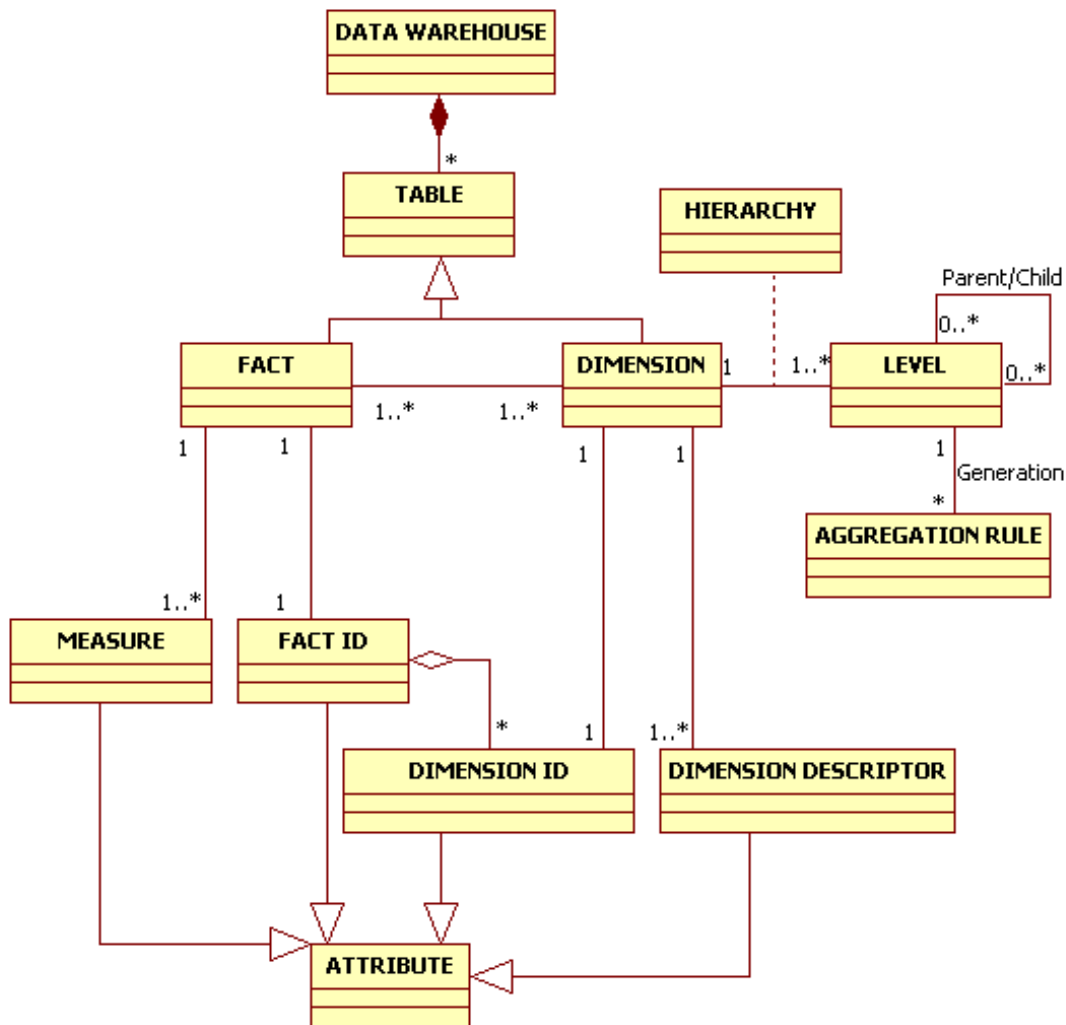 DATA WAREHOUSE
*
TABLE
HIERARCHY
Parent/Child
0..*
FACT
DIMENSION
1
1..*
LEVEL
0..*
1..*
1..*
1
1
1
1
1
Generation
*
AGGREGATION RULE
1..*
1
MEASURE
FACT ID
*
1
1..*
DIMENSION ID
DIMENSION DESCRIPTOR
ATTRIBUTE